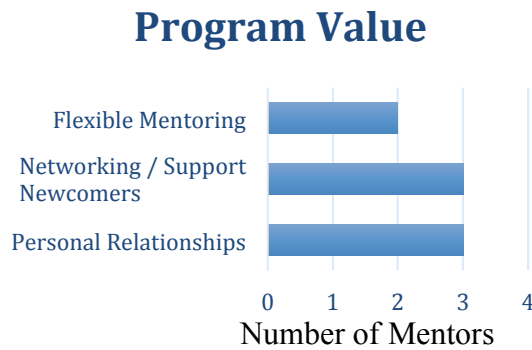 Program Value
Flexible Mentoring
Networking / Support
Newcomers
Personal Relationships
0 1 2 3 4
Number of Mentors